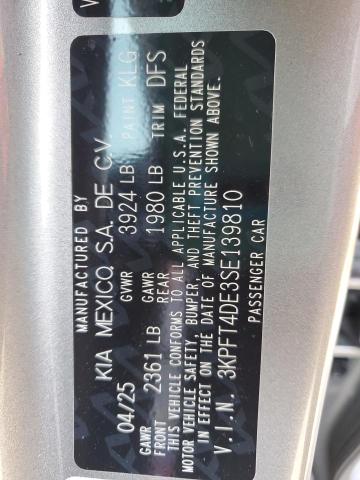 MANUFACTURED BY
KIA MEXICO, S.A. DE C.V.
04/25 GVWR 3924 LB PAINT KLG
GAWR FRONT 2361 LB GAWR REAR 1980 LB TRIM DFS
THIS VEHICLE CONFORMS TO ALL APPLICABLE U.S.A. FEDERAL
MOTOR VEHICLE SAFETY, BUMPER, AND THEFT PREVENTION STANDARDS
IN EFFECT ON THE DATE OF MANUFACTURE SHOWN ABOVE.
V.I.N. 3KPFT4DE3SE139810
PASSENGER CAR